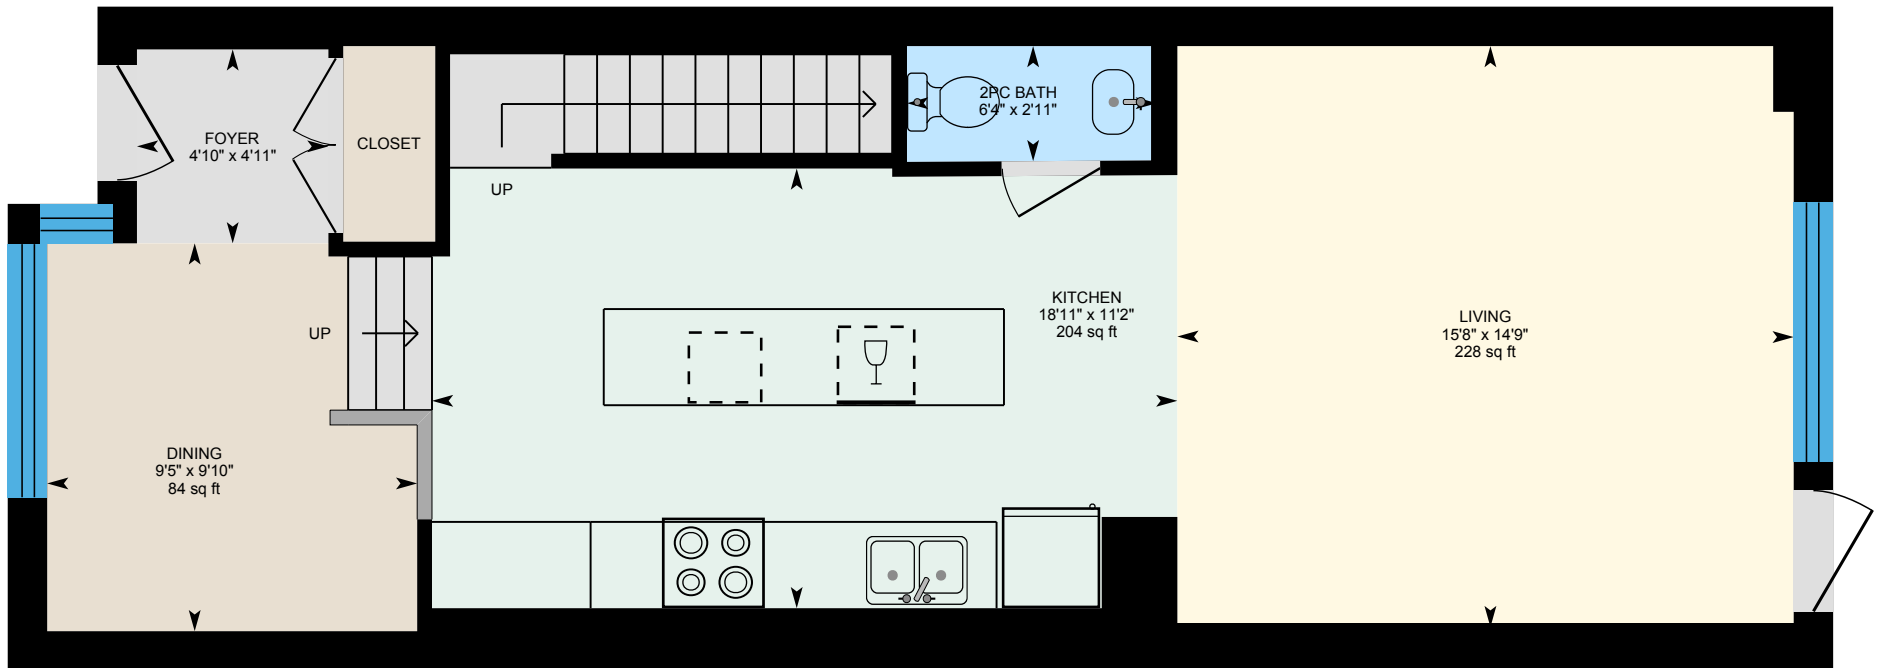 FOYER
4'10" x 4'11"
CLOSET
UP
2PC BATH
6'4" x 2'11"
UP
KITCHEN
18'11" x 11'2"
204 sq ft
LIVING
15'8" x 14'9"
228 sq ft
DINING
9'5" x 9'10"
84 sq ft